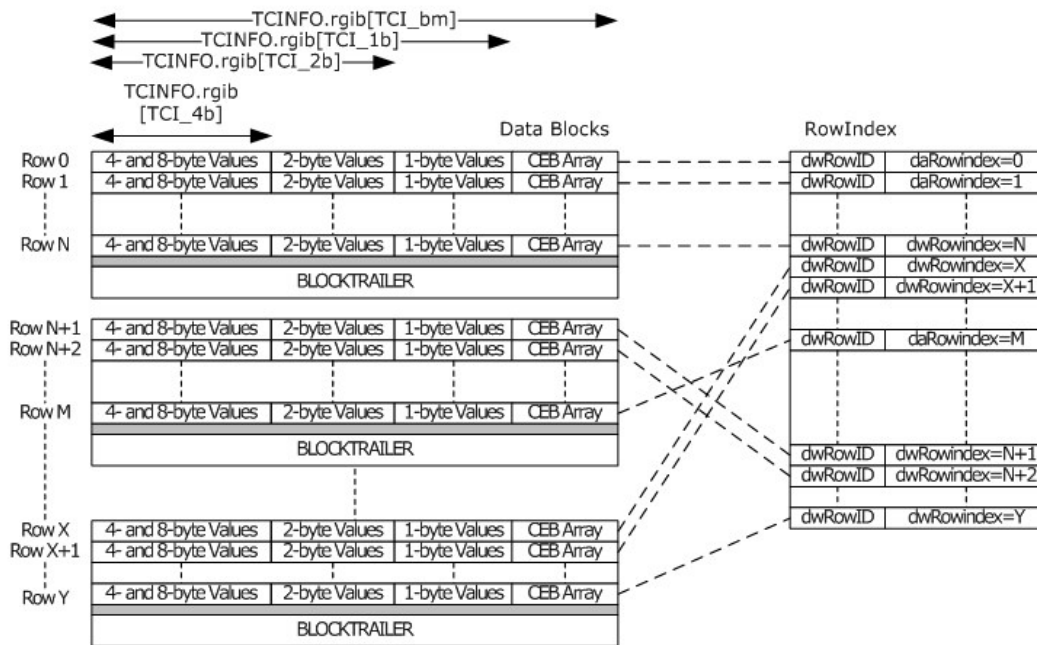 TCINFO.rgib[TCI_bm]
TCINFO.rgib[TCI_1b]
TCINFO.rgib[TCI_2b]
TCINFO.rgib
[TCI_4b]
Data Blocks RowIndex
Row 0 4- and 8-byte Values 2-byte Values 1-byte Values CEB Array dwRowID daRowindex=0
Row 1 4- and 8-byte Values 2-byte Values 1-byte Values CEB Array dwRowID daRowindex=1
Row N 4- and 8-byte Values 2-byte Values 1-byte Values CEB Array dwRowID dwRowindex=N
dwRowID dwRowindex=X
BLOCKTRAILER dwRowID dwRowindex=X+1
Row N+1 4- and 8-byte Values 2-byte Values 1-byte Values CEB Array
dwRowID daRowindex=M
Row N+2 4- and 8-byte Values 2-byte Values 1-byte Values CEB Array
Row M 4- and 8-byte Values 2-byte Values 1-byte Values CEB Array
BLOCKTRAILER dwRowID dwRowindex=N+1
dwRowID dwRowindex=N+2
dwRowID dwRowindex=Y
Row X 4- and 8-byte Values 2-byte Values 1-byte Values CEB Array
Row X+1 4- and 8-byte Values 2-byte Values 1-byte Values CEB Array
Row Y 4- and 8-byte Values 2-byte Values 1-byte Values CEB Array
BLOCKTRAILER